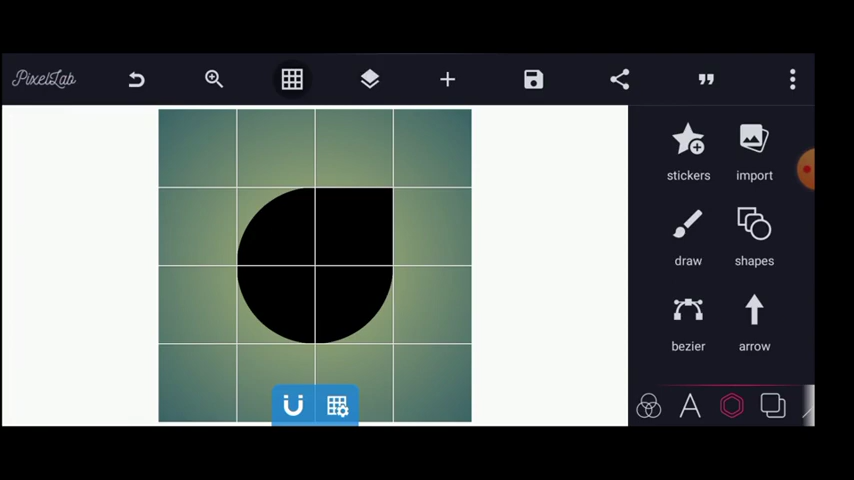 PixelLab
stickers
import
draw
shapes
bezier
arrow